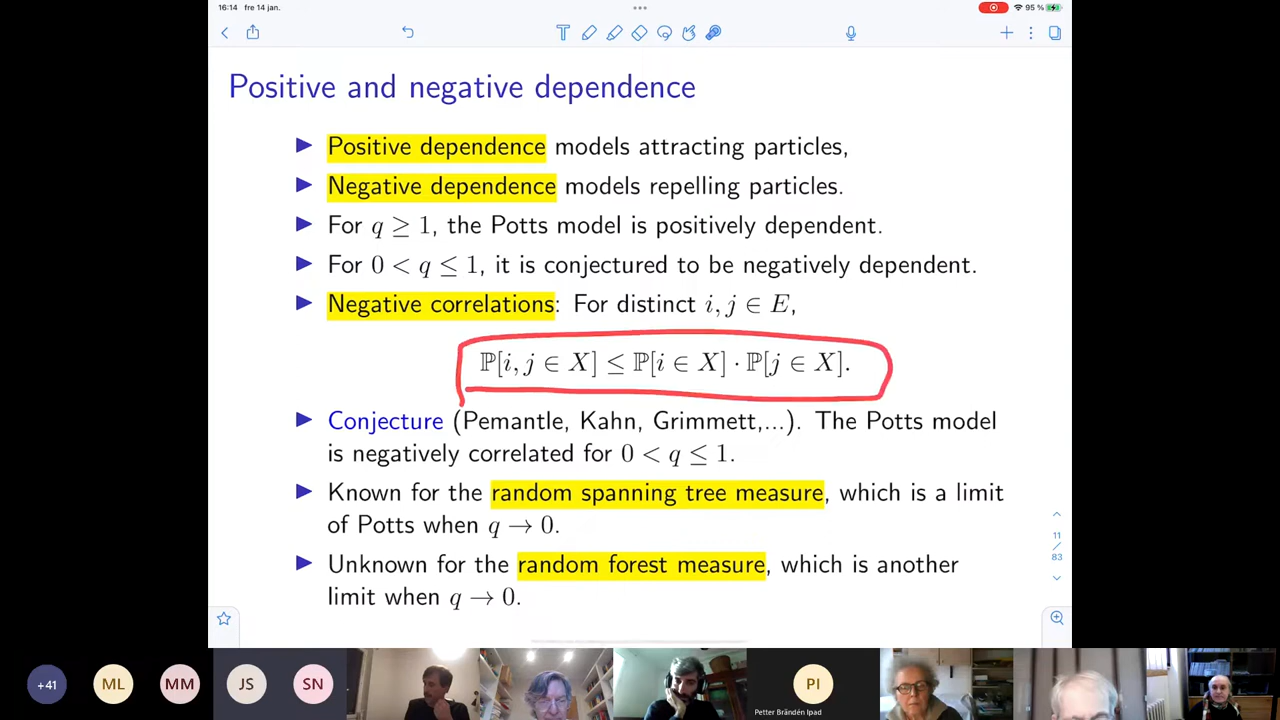 16:14 fre 14 jan.
95 %
Positive and negative dependence
▶ Positive dependence models attracting particles,
▶ Negative dependence models repelling particles.
▶ For q ≥ 1, the Potts model is positively dependent.
▶ For 0 < q ≤ 1, it is conjectured to be negatively dependent.
▶ Negative correlations: For distinct i, j ∈ E,
ℙ[i, j ∈ X] ≤ ℙ[i ∈ X] · ℙ[j ∈ X].
▶ Conjecture (Pemantle, Kahn, Grimmett,...). The Potts model
is negatively correlated for 0 < q ≤ 1.
▶ Known for the random spanning tree measure, which is a limit
of Potts when q → 0.
▶ Unknown for the random forest measure, which is another
limit when q → 0.
11
/
83
+41
ML
MM
JS
SN
PI
Petter Brändén Ipad